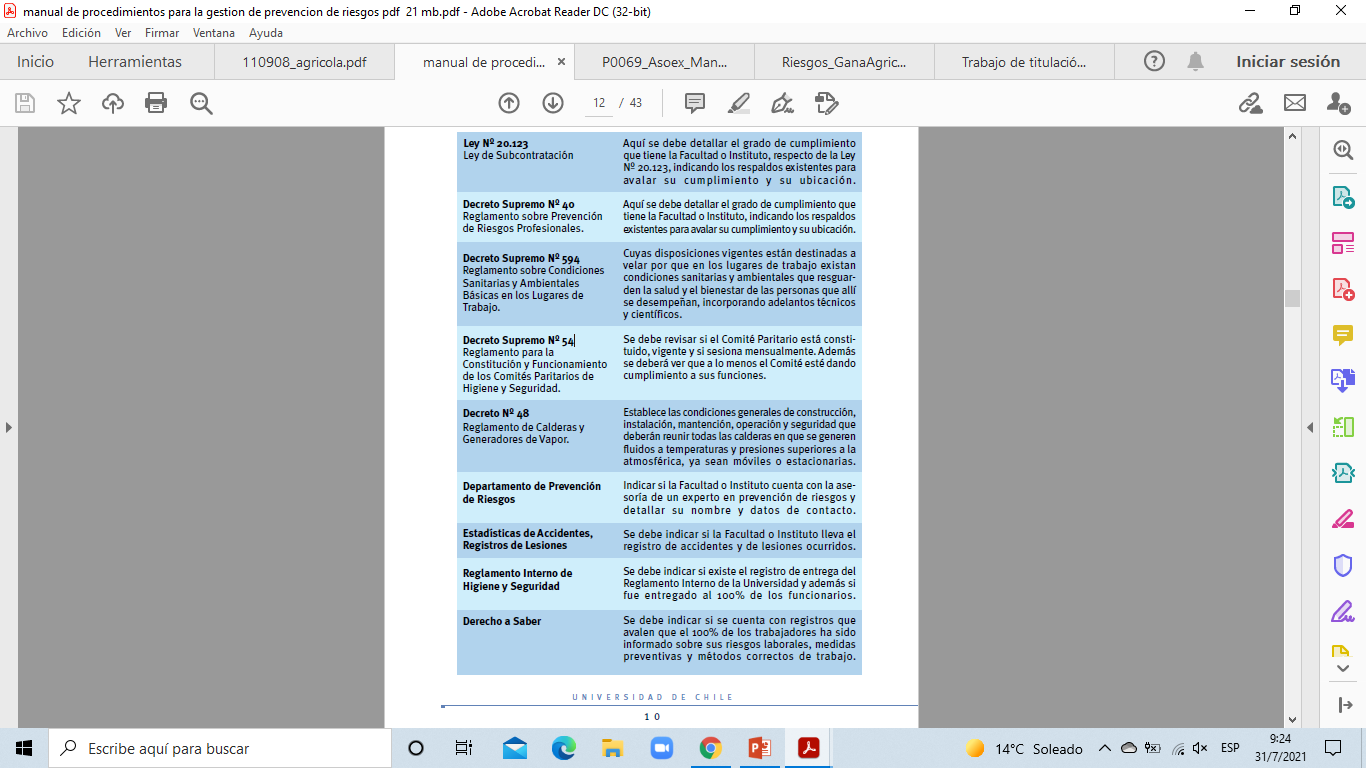 manual de procedimientos para la gestion de prevencion de riesgos pdf  21 mb.pdf - Adobe Acrobat Reader DC (32-bit)
Archivo Edición Ver Firmar Ventana Ayuda
Inicio Herramientas 110908_agricola.pdf manual de procedi... × P0069_Asoex_Man... Riesgos_GanaAgric... Trabajo de titulació... Iniciar sesión
12 / 43
Ley Nº 20.123
Ley de Subcontratación
Aquí se debe detallar el grado de cumplimiento
que tiene la Facultad o Instituto, respecto de la Ley
Nº 20.123, indicando los respaldos existentes para
avalar su cumplimiento y su ubicación.
Decreto Supremo Nº 40
Reglamento sobre Prevención
de Riesgos Profesionales.
Aquí se debe detallar el grado de cumplimiento que
tiene la Facultad o Instituto, indicando los respaldos
existentes para avalar su cumplimiento y su ubicación.
Decreto Supremo Nº 594
Reglamento sobre Condiciones
Sanitarias y Ambientales
Básicas en los Lugares de
Trabajo.
Cuyas disposiciones vigentes están destinadas a
velar por que en los lugares de trabajo existan
condiciones sanitarias y ambientales que resguar-
den la salud y el bienestar de las personas que allí
se desempeñan, incorporando adelantos técnicos
y científicos.
Decreto Supremo Nº 54
Reglamento para la
Constitución y Funcionamiento
de los Comités Paritarios de
Higiene y Seguridad.
Se debe revisar si el Comité Paritario está consti-
tuido, vigente y si sesiona mensualmente. Además
se deberá ver que a lo menos el Comité esté dando
cumplimiento a sus funciones.
Decreto Nº 48
Reglamento de Calderas y
Generadores de Vapor.
Establece las condiciones generales de construcción,
instalación, mantención, operación y seguridad que
deberán reunir todas las calderas en que se generen
fluidos a temperaturas y presiones superiores a la
atmosférica, ya sean móviles o estacionarias.
Departamento de Prevención
de Riesgos
Indicar si la Facultad o Instituto cuenta con la ase-
soría de un experto en prevención de riesgos y
detallar su nombre y datos de contacto.
Estadísticas de Accidentes,
Registros de Lesiones
Se debe indicar si la Facultad o Instituto lleva el
registro de accidentes y de lesiones ocurridos.
Reglamento Interno de
Higiene y Seguridad
Se debe indicar si existe el registro de entrega del
Reglamento Interno de la Universidad y además si
fue entregado al 100% de los funcionarios.
Derecho a Saber
Se debe indicar si se cuenta con registros que
avalen que el 100% de los trabajadores ha sido
informado sobre sus riesgos laborales, medidas
preventivas y métodos correctos de trabajo.
UNIVERSIDAD DE CHILE
10
Escribe aquí para buscar
14°C Soleado
ESP
9:24
31/7/2021